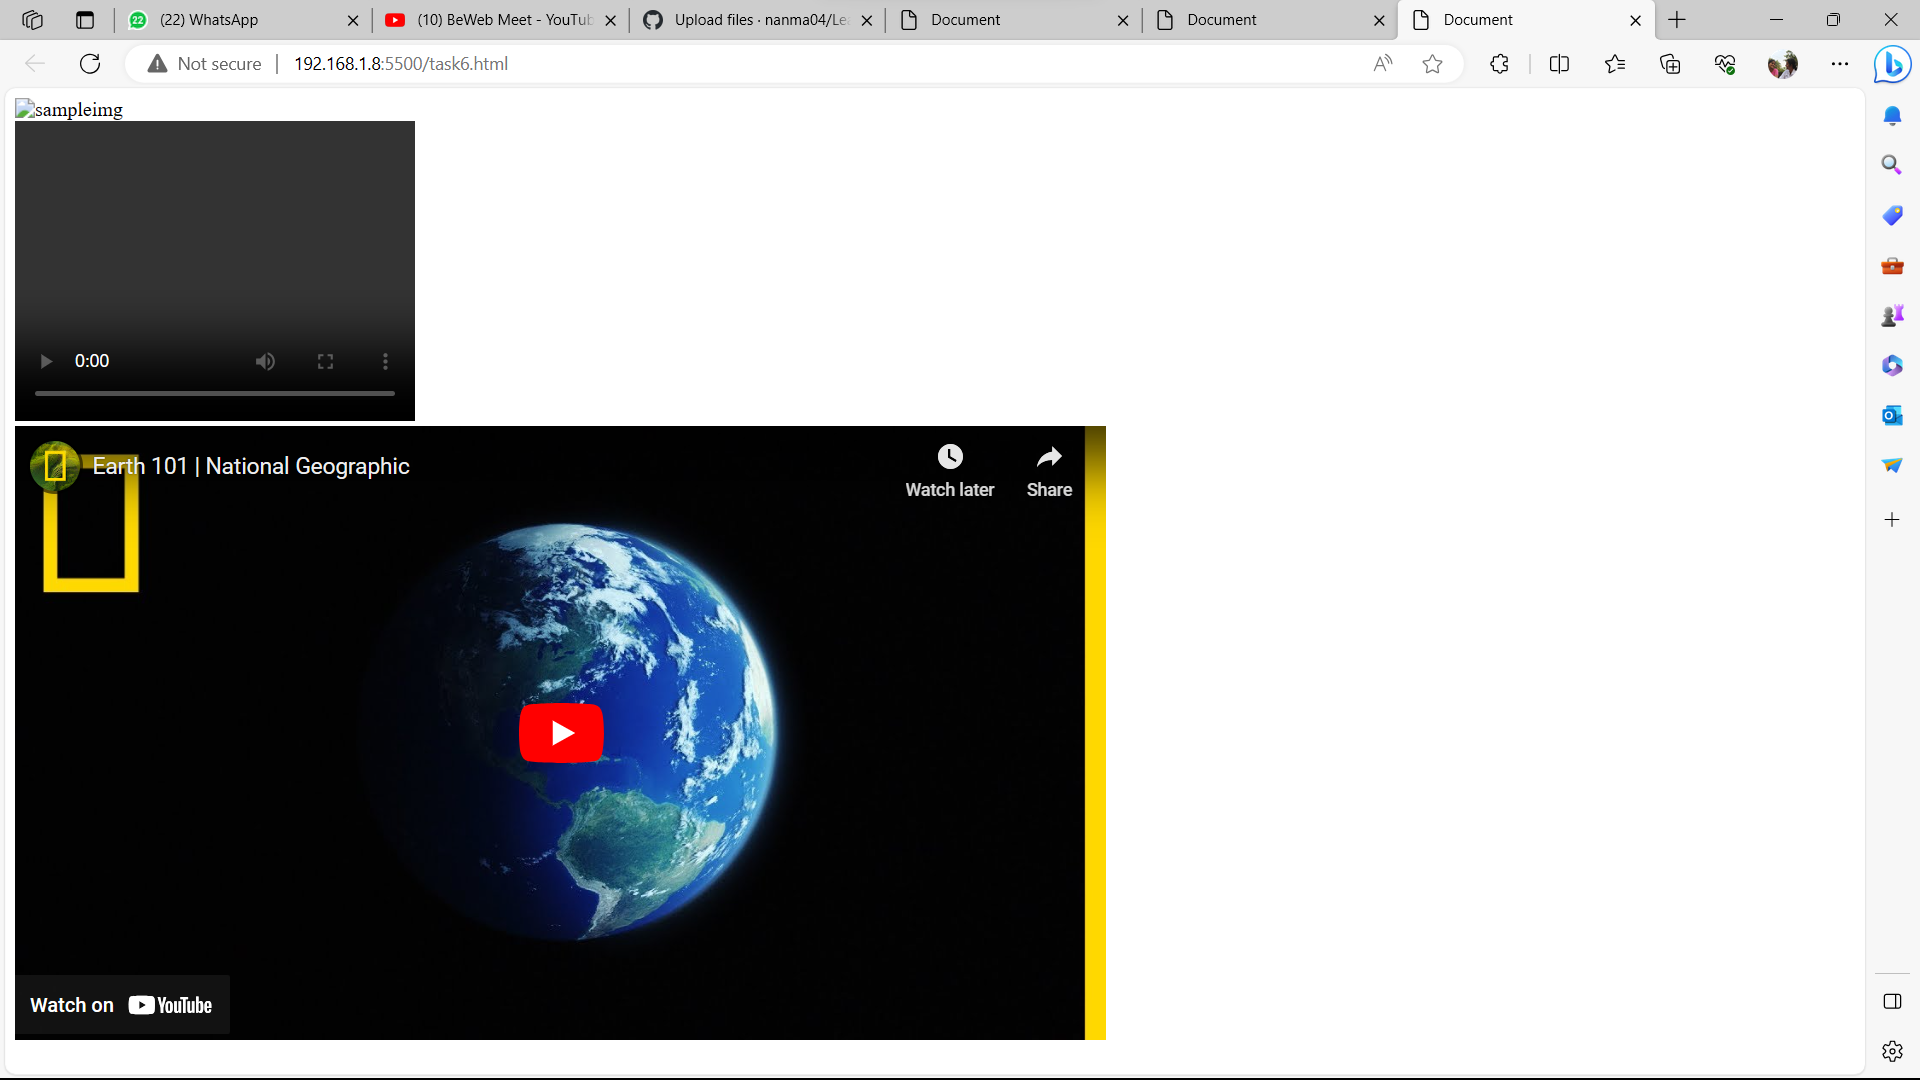 (22) WhatsApp
(10) BeWeb Meet - YouTub
Upload files · nanma04/Le
Document
Document
Document
Not secure
192.168.1.8:5500/task6.html
sampleimg
0:00
Earth 101 | National Geographic
Watch later
Share
Watch on YouTube